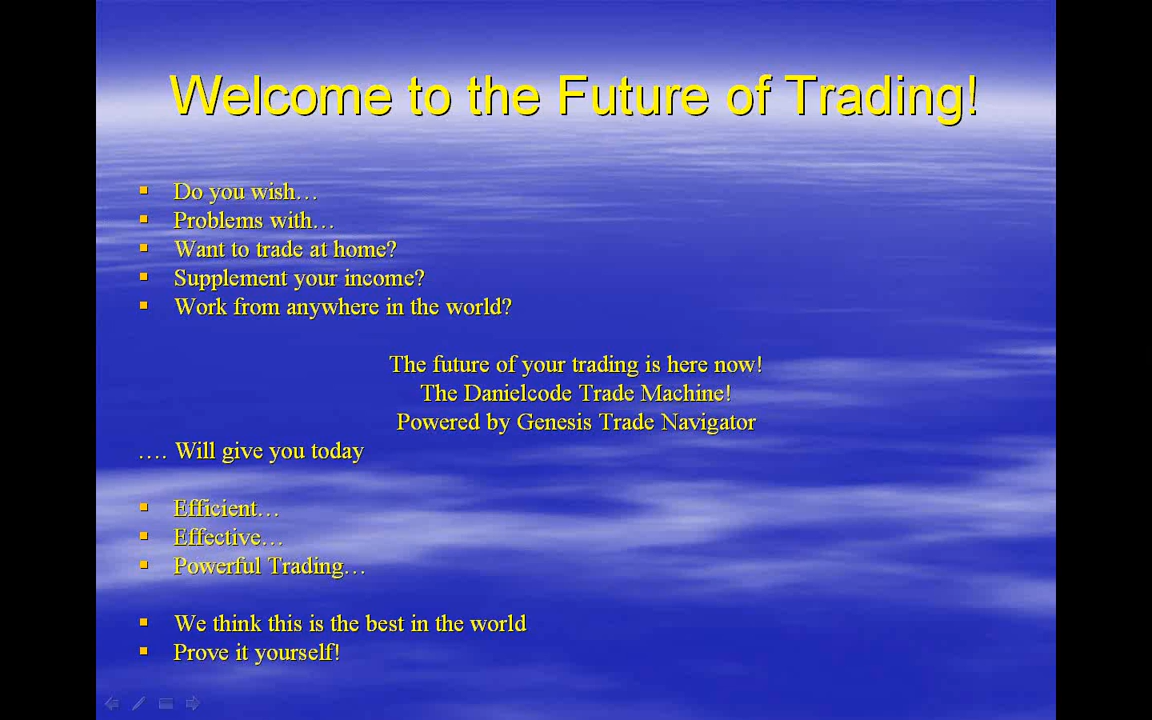 Welcome to the Future of Trading!
Do you wish…
Problems with…
Want to trade at home?
Supplement your income?
Work from anywhere in the world?
The future of your trading is here now!
The Danielcode Trade Machine!
Powered by Genesis Trade Navigator
…. Will give you today
Efficient…
Effective…
Powerful Trading…
We think this is the best in the world
Prove it yourself!